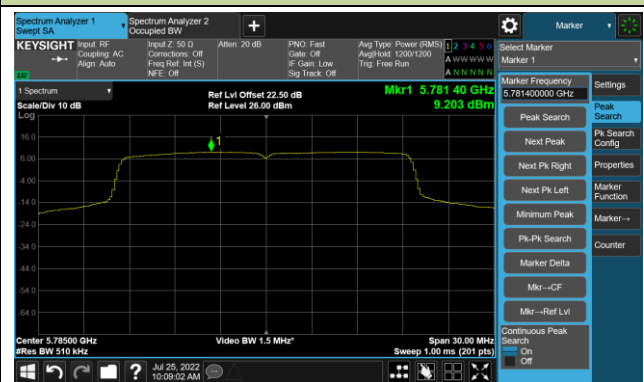 Spectrum Analyzer 1
Swept SA
Spectrum Analyzer 2
Occupied BW
+
Marker
KEYSIGHT
Input: RF
Coupling: AC
Align: Auto
Input Z: 50 Ω
Corrections: Off
Freq Ref: Int (S)
NFE: Off
Atten: 20 dB
PNO: Fast
Gate: Off
IF Gain: Low
Sig Track: Off
Avg Type: Power (RMS)
Avg|Hold: 1200/1200
Trig: Free Run
1 2 3 4 5 6
A W W W W W
A N N N N N
LXI
Select Marker
Marker 1
1 Spectrum
Scale/Div 10 dB
Log
Ref Lvl Offset 22.50 dB
Ref Level 26.00 dBm
Mkr1 5.781 40 GHz
9.203 dBm
Marker Frequency
5.781400000 GHz
Settings
Peak Search
Next Peak
Next Pk Right
Next Pk Left
Minimum Peak
Pk-Pk Search
Marker Delta
Mkr→CF
Mkr→Ref Lvl
Continuous Peak
Search
On
Off
Peak
Search
Pk Search
Config
Properties
Marker
Function
Marker→
Counter
1
16.0
6.00
-4.00
-14.0
-24.0
-34.0
-44.0
-54.0
-64.0
Center 5.78500 GHz
#Res BW 510 kHz
Video BW 1.5 MHz*
Span 30.00 MHz
Sweep 1.00 ms (201 pts)
?
Jul 25, 2022
10:09:02 AM